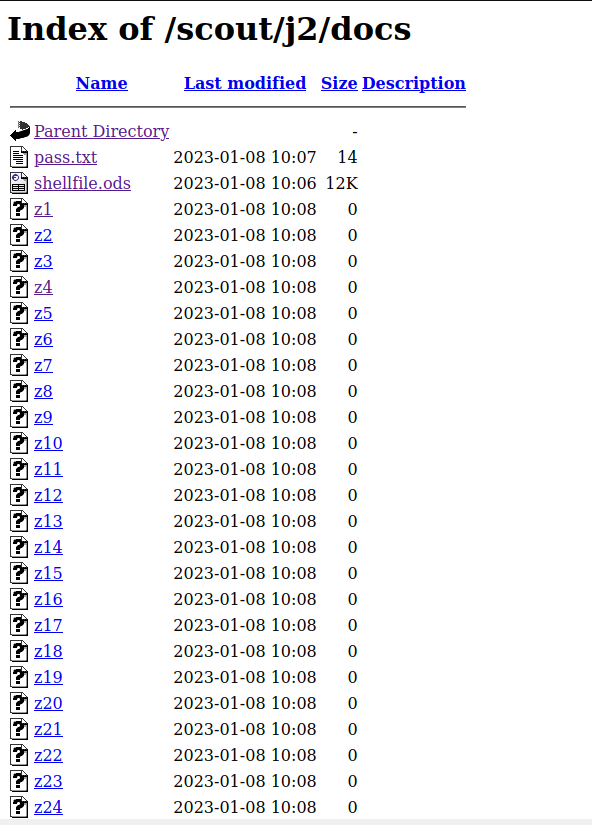 Index of /scout/j2/docs
Name Last modified Size Description
Parent Directory -
pass.txt 2023-01-08 10:07 14
shellfile.ods 2023-01-08 10:06 12K
z1 2023-01-08 10:08 0
z2 2023-01-08 10:08 0
z3 2023-01-08 10:08 0
z4 2023-01-08 10:08 0
z5 2023-01-08 10:08 0
z6 2023-01-08 10:08 0
z7 2023-01-08 10:08 0
z8 2023-01-08 10:08 0
z9 2023-01-08 10:08 0
z10 2023-01-08 10:08 0
z11 2023-01-08 10:08 0
z12 2023-01-08 10:08 0
z13 2023-01-08 10:08 0
z14 2023-01-08 10:08 0
z15 2023-01-08 10:08 0
z16 2023-01-08 10:08 0
z17 2023-01-08 10:08 0
z18 2023-01-08 10:08 0
z19 2023-01-08 10:08 0
z20 2023-01-08 10:08 0
z21 2023-01-08 10:08 0
z22 2023-01-08 10:08 0
z23 2023-01-08 10:08 0
z24 2023-01-08 10:08 0